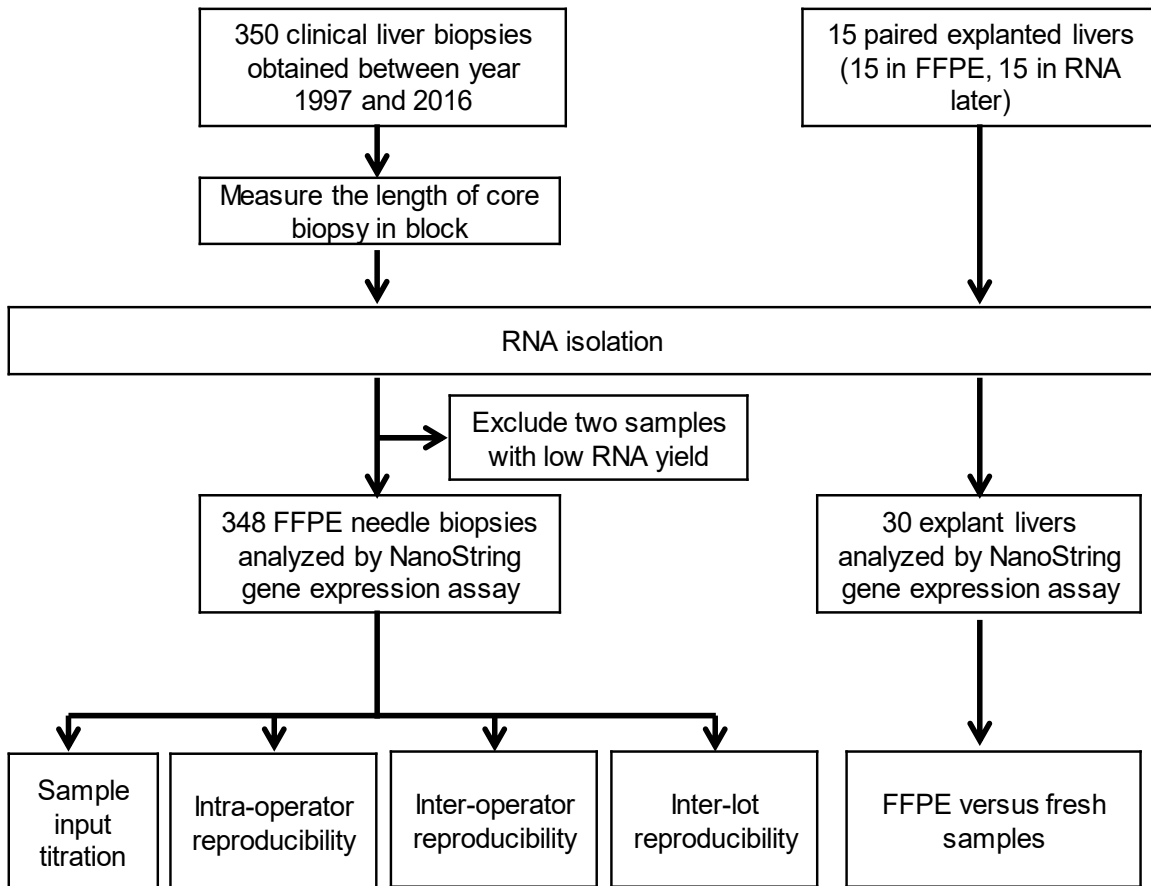 350 clinical liver biopsies
obtained between year
1997 and 2016
15 paired explanted livers
(15 in FFPE, 15 in RNA
later)
Measure the length of core
biopsy in block
RNA isolation
Exclude two samples
with low RNA yield
348 FFPE needle biopsies
analyzed by NanoString
gene expression assay
30 explant livers
analyzed by NanoString
gene expression assay
Sample
input
titration
Intra-operator
reproducibility
Inter-operator
reproducibility
Inter-lot
reproducibility
FFPE versus fresh
samples